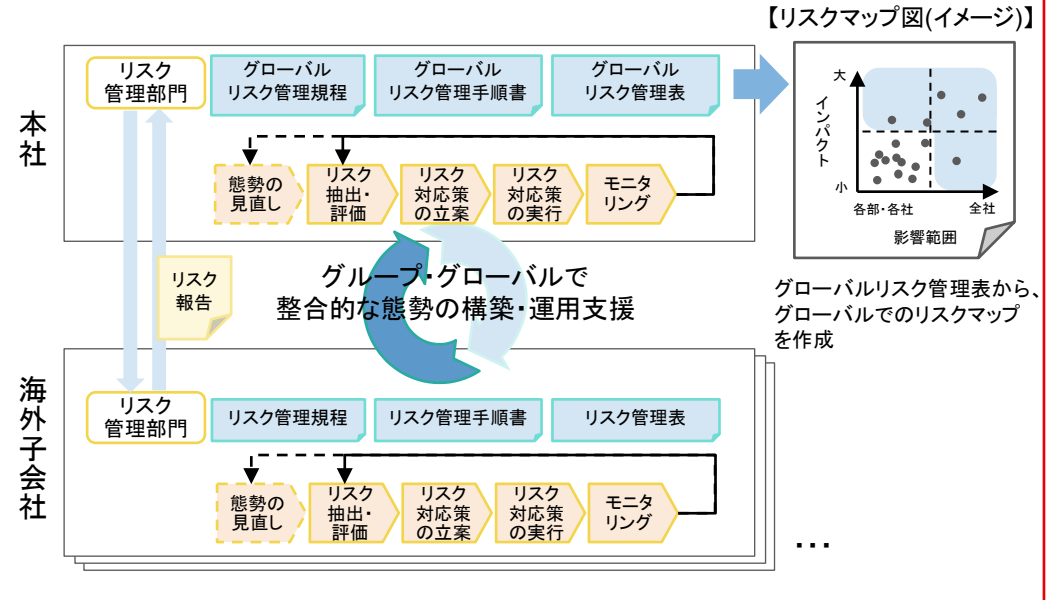 【リスクマップ図(イメージ)】
本社
リスク
管理部門
グローバル
リスク管理規程
グローバル
リスク管理手順書
グローバル
リスク管理表
態勢の
見直し
リスク
抽出・
評価
リスク
対応策
の立案
リスク
対応策
の実行
モニタ
リング
大
インパクト
小
各部・各社
全社
影響範囲
グローバルリスク管理表から、
グローバルでのリスクマップ
を作成
リスク
報告
グループ・グローバルで
整合的な態勢の構築・運用支援
海外子会社
リスク
管理部門
リスク管理規程
リスク管理手順書
リスク管理表
態勢の
見直し
リスク
抽出・
評価
リスク
対応策
の立案
リスク
対応策
の実行
モニタ
リング
…